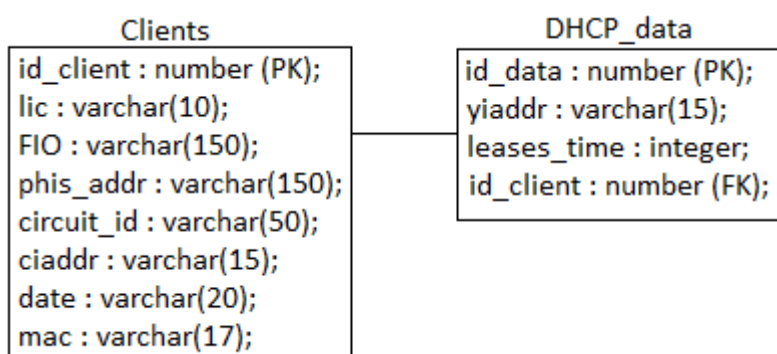 Clients
id_client : number (PK);
lic : varchar(10);
FIO : varchar(150);
phis_addr : varchar(150);
circuit_id : varchar(50);
ciaddr : varchar(15);
date : varchar(20);
mac : varchar(17);
DHCP_data
id_data : number (PK);
yiaddr : varchar(15);
leases_time : integer;
id_client : number (FK);